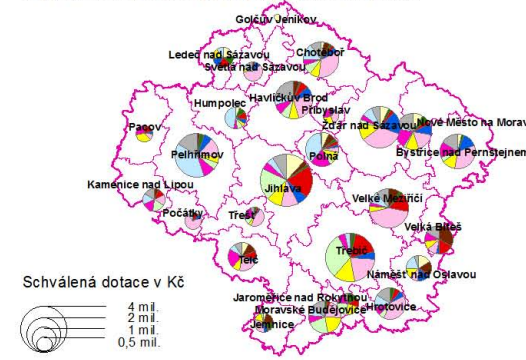 Golčův Jeníkov
Ledeč nad Sázavou
Chotěboř
Světlá nad Sázavou
Havlíčkův Brod
Humpolec
Přibyslav
Pacov
Žďár nad Sázavou
Nové Město na Morav
Pelhřimov
Polná
Bystřice nad Pernštejnem
Kamenice nad Lipou
Jihlava
Velké Meziříčí
Počátky
Třešť
Velká Bíteš
Telč
Třebíč
Náměšť nad Oslavou
Schválená dotace v Kč
4 mil.
2 mil.
1 mil.
0,5 mil.
Jaroměřice nad Rokytnou
Hrotovice
Moravské Budějovice
Jemnice